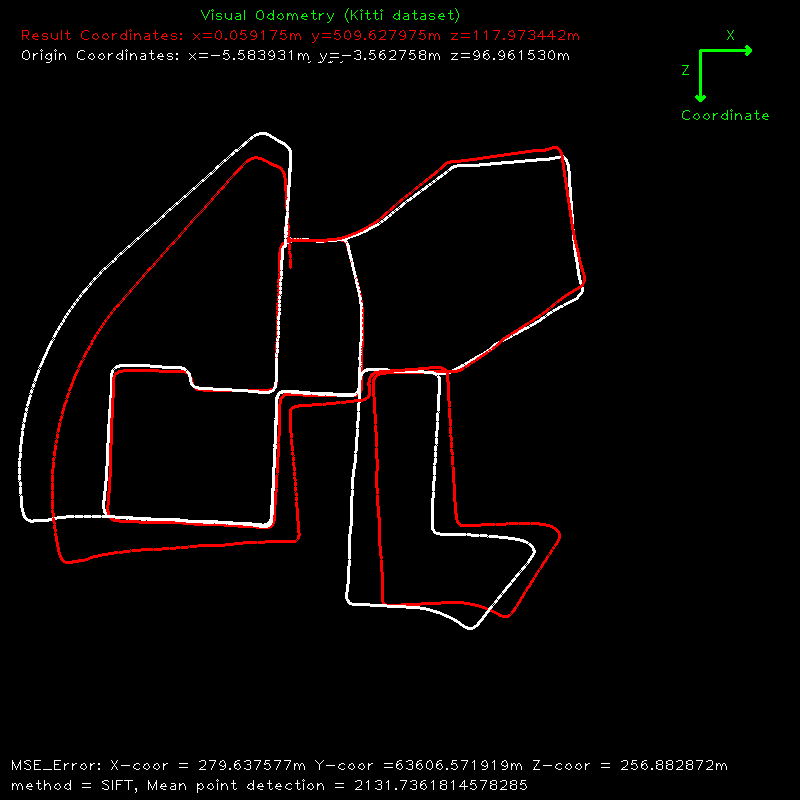 Visual Odometry (Kitti dataset)
Result Coordinates: x=0.059175m y=509.627975m z=117.973442m
Origin Coordinates: x=-5.583931m y=-3.562758m z=96.961530m
X
Z
Coordinate
MSE_Error: X-coor = 279.637577m Y-coor =63606.571919m Z-coor = 256.882872m
method = SIFT, Mean point detection = 2131.7361814578285